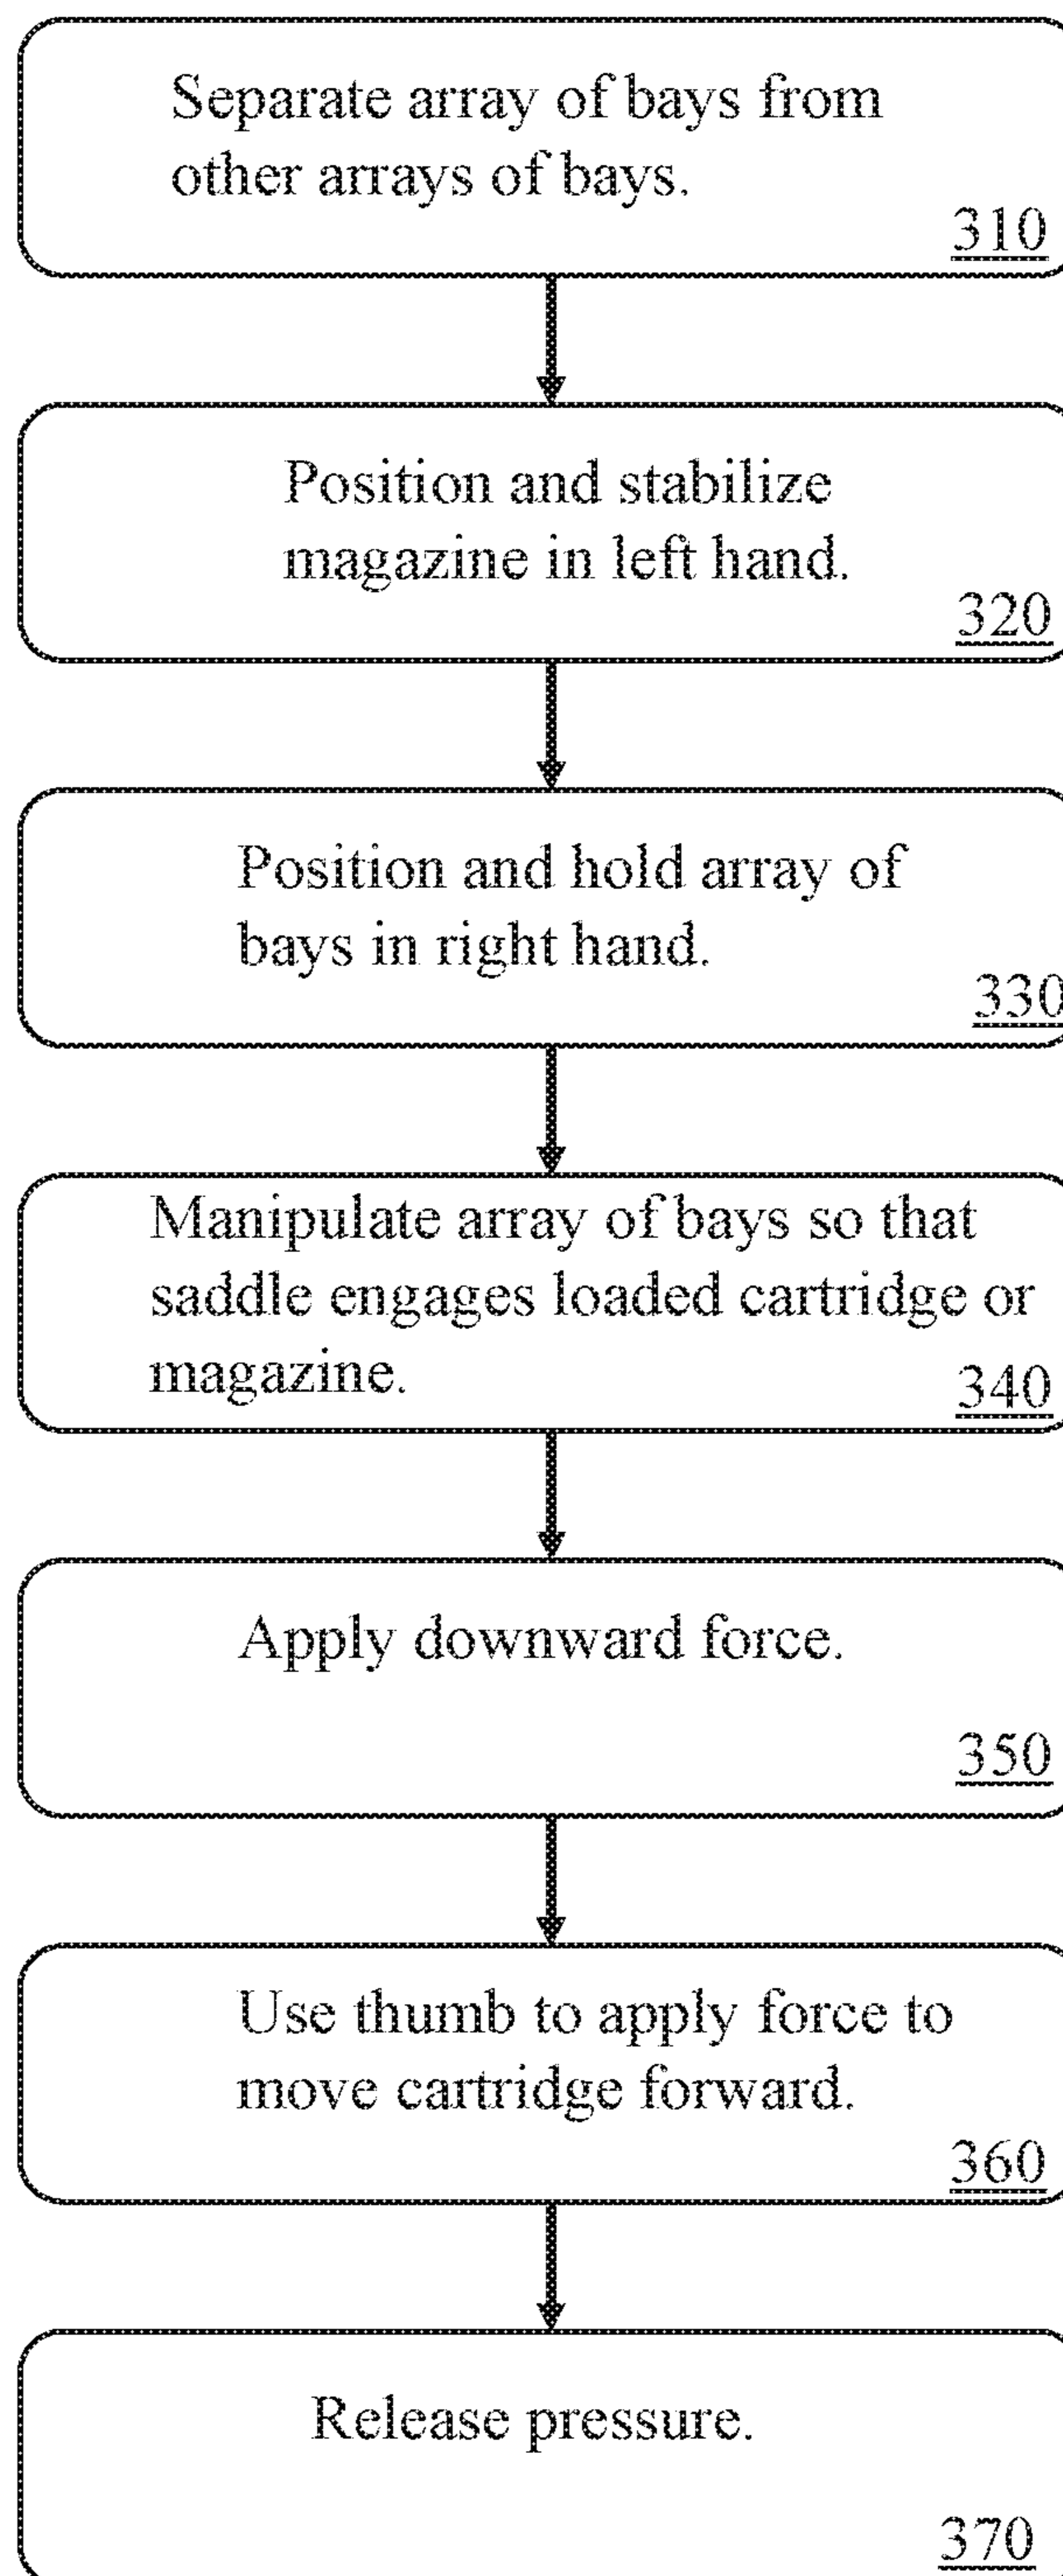 Separate array of bays from
other arrays of bays.
310
Position and stabilize
magazine in left hand.
320
Position and hold array of
bays in right hand.
330
Manipulate array of bays so that
saddle engages loaded cartridge or
magazine.
340
Apply downward force.
350
Use thumb to apply force to
move cartridge forward.
360
Release pressure.
370